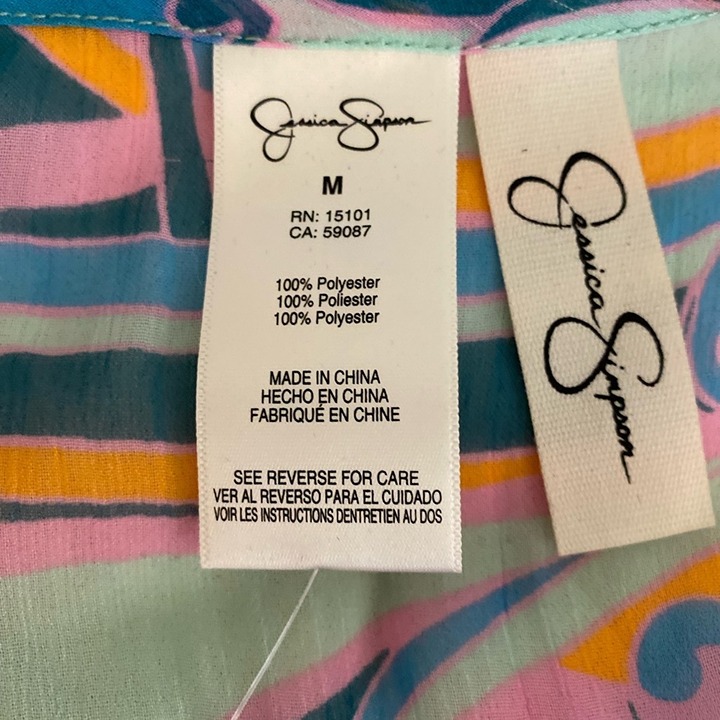 Jessica Simpson
M
RN: 15101
CA: 59087
100% Polyester
100% Poliester
100% Polyester
MADE IN CHINA
HECHO EN CHINA
FABRIQUÉ EN CHINE
SEE REVERSE FOR CARE
VER AL REVERSO PARA EL CUIDADO
VOIR LES INSTRUCTIONS DENTRETIEN AU DOS
Jessica Simpson